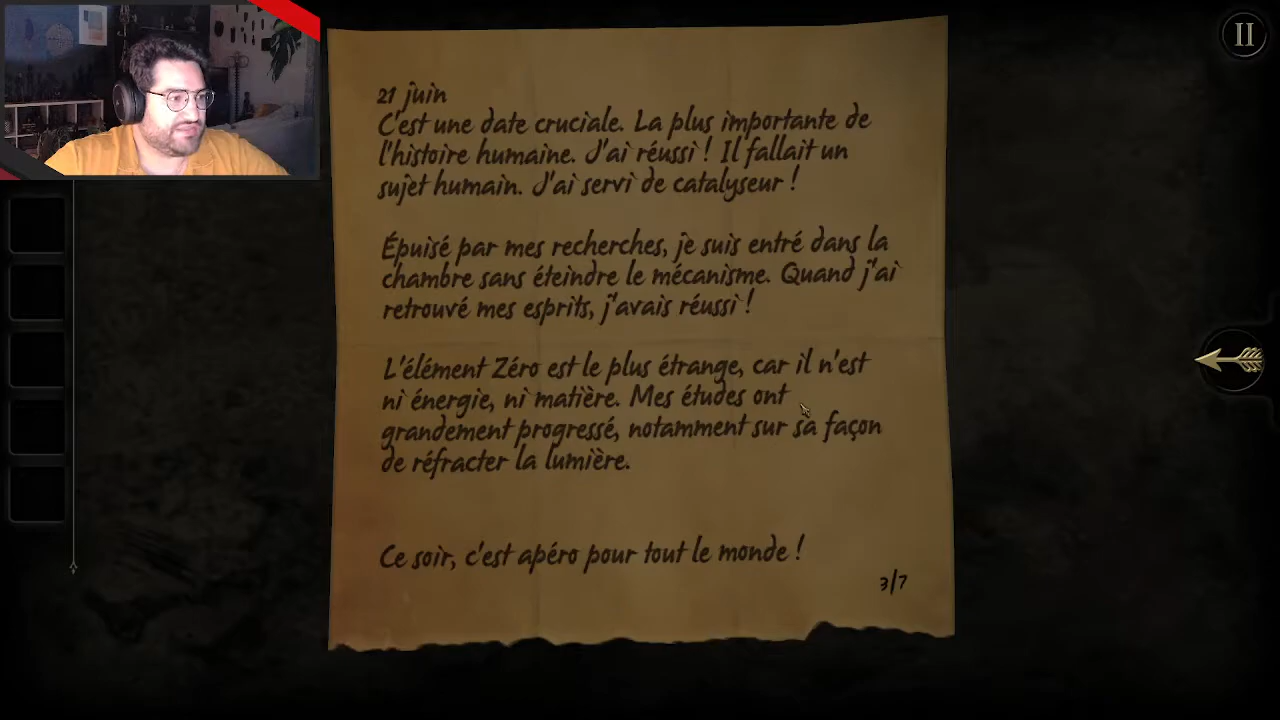 21 juin
C'est une date cruciale. La plus importante de
l'histoire humaine. J'ai réussi ! Il fallait un
sujet humain. J'ai servi de catalyseur !
Épuisé par mes recherches, je suis entré dans la
chambre sans éteindre le mécanisme. Quand j'ai
retrouvé mes esprits, j'avais réussi !
L'élément Zéro est le plus étrange, car il n'est
ni énergie, ni matière. Mes études ont
grandement progressé, notamment sur sa façon
de réfracter la lumière.
Ce soir, c'est apéro pour tout le monde !
3/7